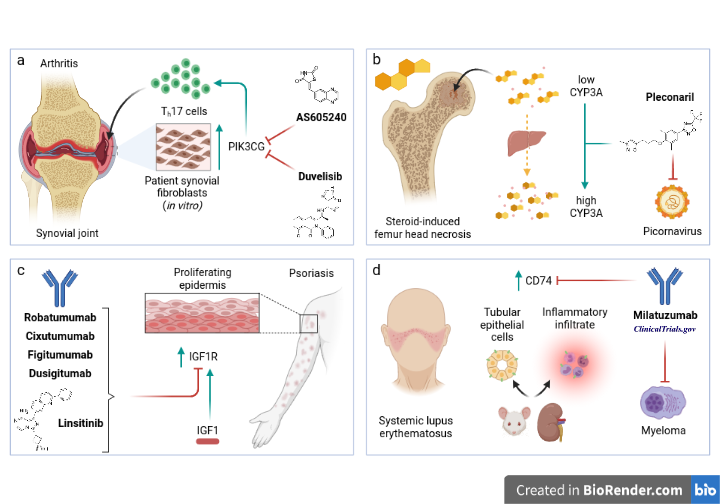 a
Arthritis
Th17 cells
PIK3CG
AS605240
Duvelisib
Patient synovial
fibroblasts
(in vitro)
Synovial joint
b
low
CYP3A
Pleconaril
high
CYP3A
Picornavirus
Steroid-induced
femur head necrosis
c
Proliferating
epidermis
Psoriasis
Robatumumab
Cixutumumab
Figitumumab
Dusigitumab
Linsitinib
IGF1R
IGF1
d
CD74
Milatuzumab
ClinicalTrials.gov
Tubular
epithelial
cells
Inflammatory
infiltrate
Systemic lupus
erythematosus
Myeloma
Created in BioRender.com bio